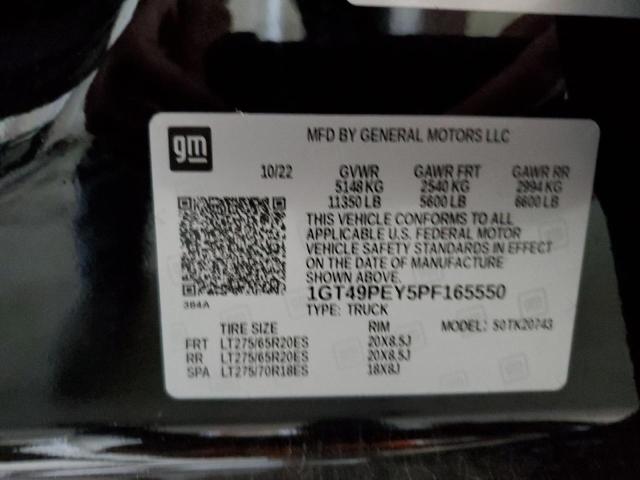 gm
MFD BY GENERAL MOTORS LLC
10/22 GVWR GAWR FRT GAWR RR
5148 KG 2540 KG 2994 KG
11350 LB 5600 LB 6600 LB
THIS VEHICLE CONFORMS TO ALL
APPLICABLE U.S. FEDERAL MOTOR
VEHICLE SAFETY STANDARDS IN EFFECT
ON THE DATE OF MANUFACTURE
SHOWN ABOVE.
384A
1GT49PEY5PF165550
TYPE: TRUCK
TIRE SIZE RIM MODEL: 50TK20743
FRT LT275/65R20ES 20X8.5J
RR LT275/65R20ES 20X8.5J
SPA LT275/70R18ES 18X8J